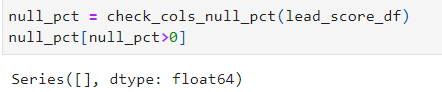 null_pct = check_cols_null_pct(lead_score_df)
null_pct[null_pct>0]
Series([], dtype: float64)